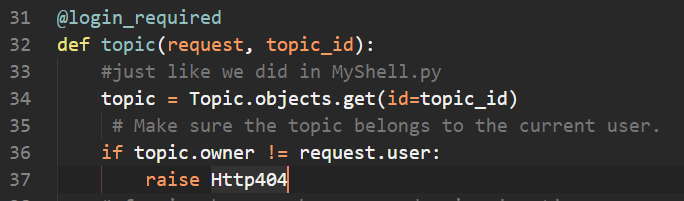 31 @login_required
32 def topic(request, topic_id):
33     #just like we did in MyShell.py
34     topic = Topic.objects.get(id=topic_id)
35      # Make sure the topic belongs to the current user.
36     if topic.owner != request.user:
37         raise Http404